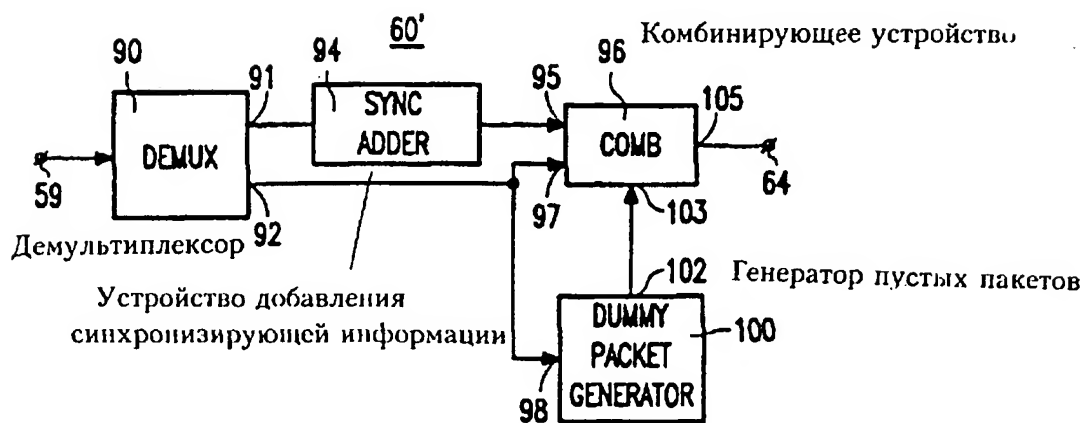 60'
Комбинирующее устройство
90
94
96
91
95
105
SYNC
ADDER
DEMUX
COMB
59
92
97
103
64
Демультиплексор
102
Генератор пустых пакетов
Устройство добавления
синхронизирующей информации
DUMMY
PACKET
GENERATOR
100
98